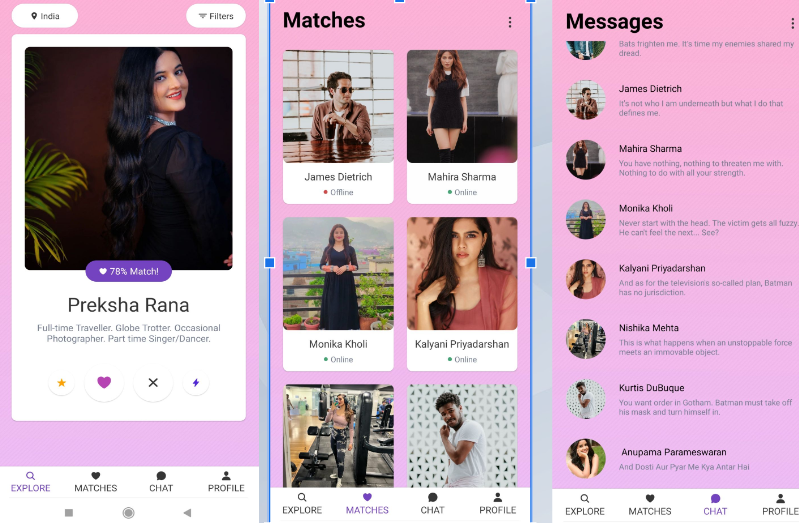 India
Filters
78% Match!
Preksha Rana
Full-time Traveller. Globe Trotter. Occasional
Photographer. Part time Singer/Dancer.
EXPLORE
MATCHES
CHAT
PROFILE
Matches
James Dietrich
Offline
Mahira Sharma
Online
Monika Kholi
Online
Kalyani Priyadarshan
Online
EXPLORE
MATCHES
CHAT
PROFILE
Messages
Bats frighten me. It's time my enemies shared my
dread.
James Dietrich
It's not who I am underneath but what I do that
defines me.
Mahira Sharma
You have nothing, nothing to threaten me with.
Nothing to do with all your strength.
Monika Kholi
Never start with the head. The victim gets all fuzzy.
He can't feel the next... See?
Kalyani Priyadarshan
And as for the television's so-called plan, Batman
has no jurisdiction.
Nishika Mehta
This is what happens when an unstoppable force
meets an immovable object.
Kurtis DuBuque
You want order in Gotham. Batman must take off
his mask and turn himself in.
Anupama Parameswaran
And Dosti Aur Pyar Me Kya Antar Hai
EXPLORE
MATCHES
CHAT
PROFILE